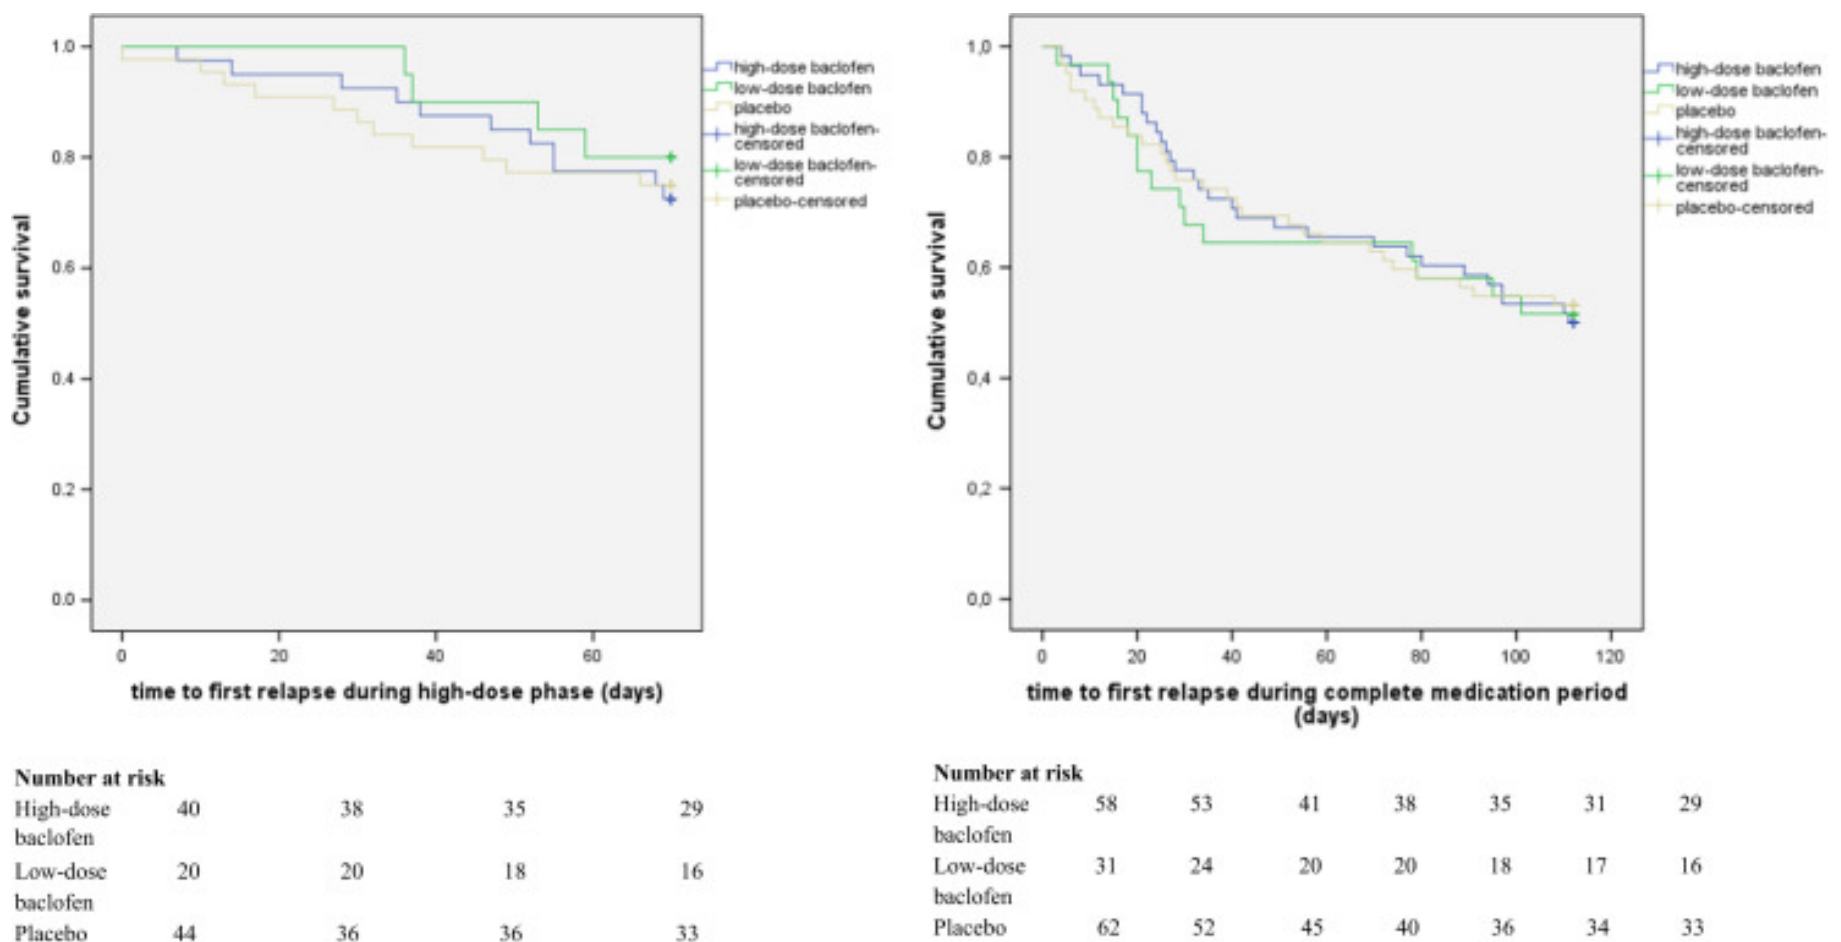 1.0
0.8
0.6
0.4
0.2
0.0
Cumulative survival
0 20 40 60
time to first relapse during high-dose phase (days)
high-dose baclofen
low-dose baclofen
placebo
high-dose baclofen-
censored
low-dose baclofen-
censored
placebo-censored
Number at risk
High-dose 40 38 35 29
baclofen
Low-dose 20 20 18 16
baclofen
Placebo 44 36 36 33
1,0
0,8
0,6
0,4
0,2
0,0
Cumulative survival
0 20 40 60 80 100 120
time to first relapse during complete medication period
(days)
high-dose baclofen
low-dose baclofen
placebo
high-dose baclofen-
censored
low-dose baclofen-
censored
placebo-censored
Number at risk
High-dose 58 53 41 38 35 31 29
baclofen
Low-dose 31 24 20 20 18 17 16
baclofen
Placebo 62 52 45 40 36 34 33